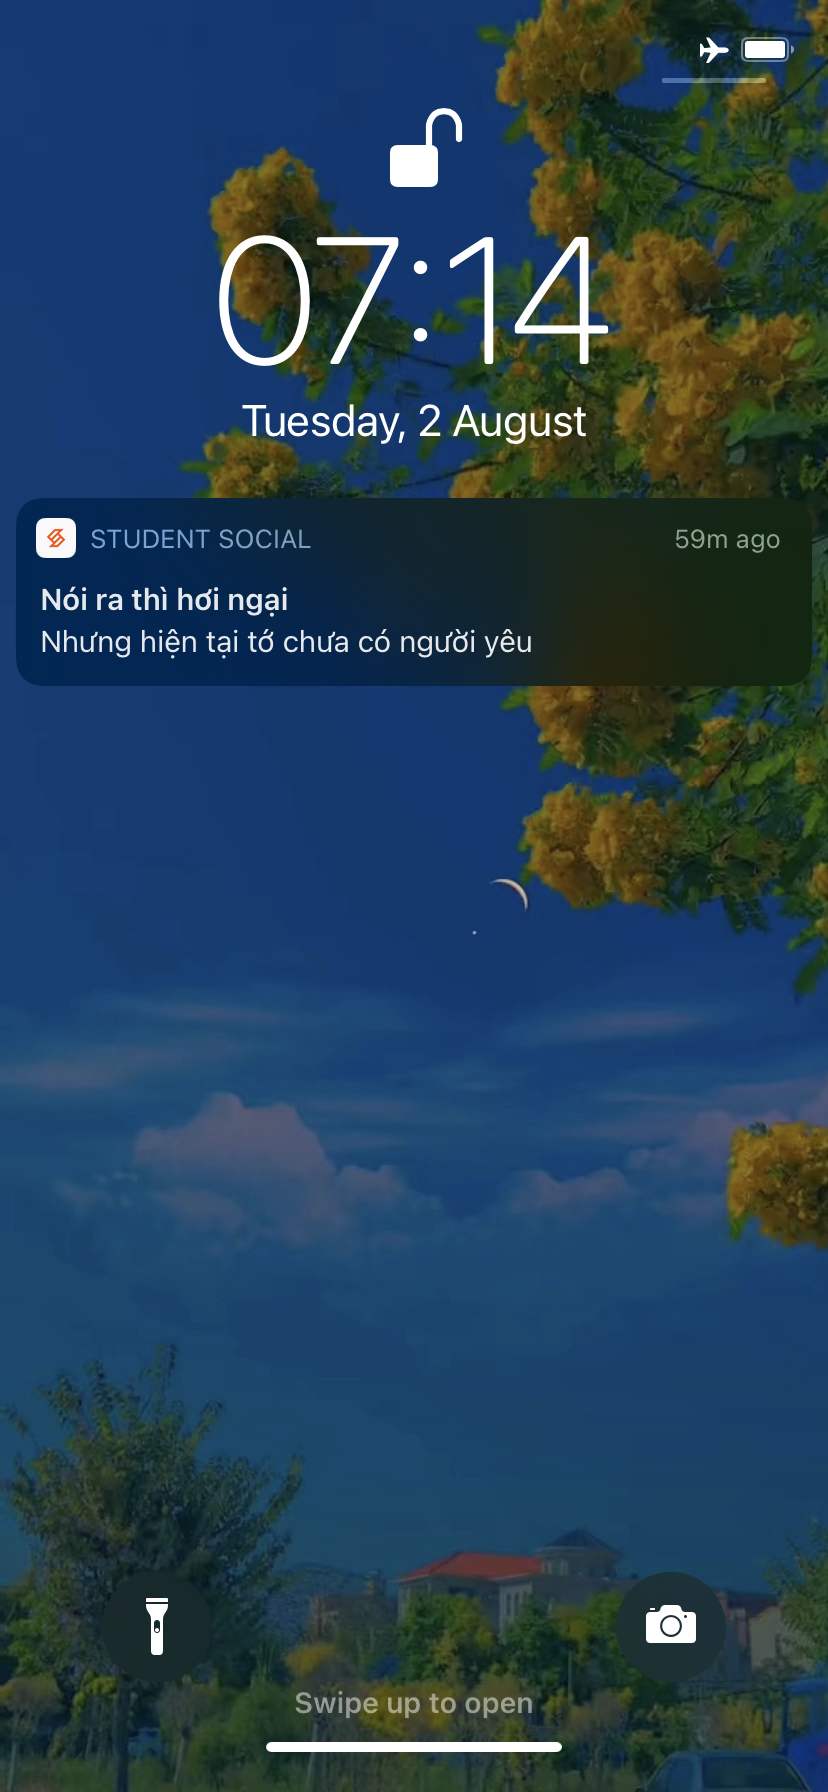 07:14
Tuesday, 2 August
STUDENT SOCIAL 59m ago
Nói ra thì hơi ngại
Nhưng hiện tại tớ chưa có người yêu
Swipe up to open